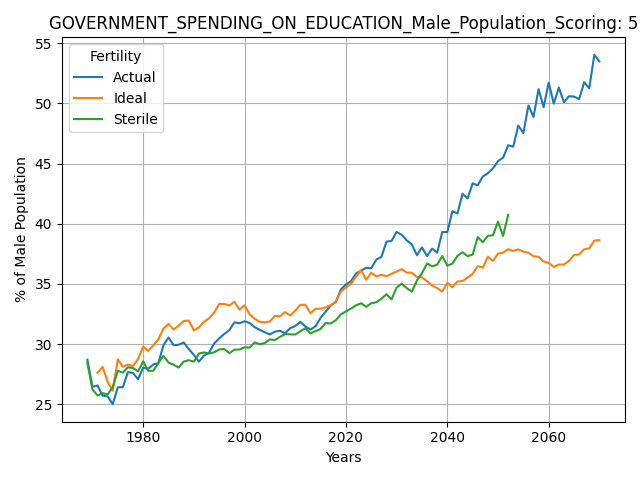 GOVERNMENT_SPENDING_ON_EDUCATION_Male_Population_Scoring: 5
Fertility
Actual
Ideal
Sterile
% of Male Population
55
50
45
40
35
30
25
1980
2000
2020
2040
2060
Years